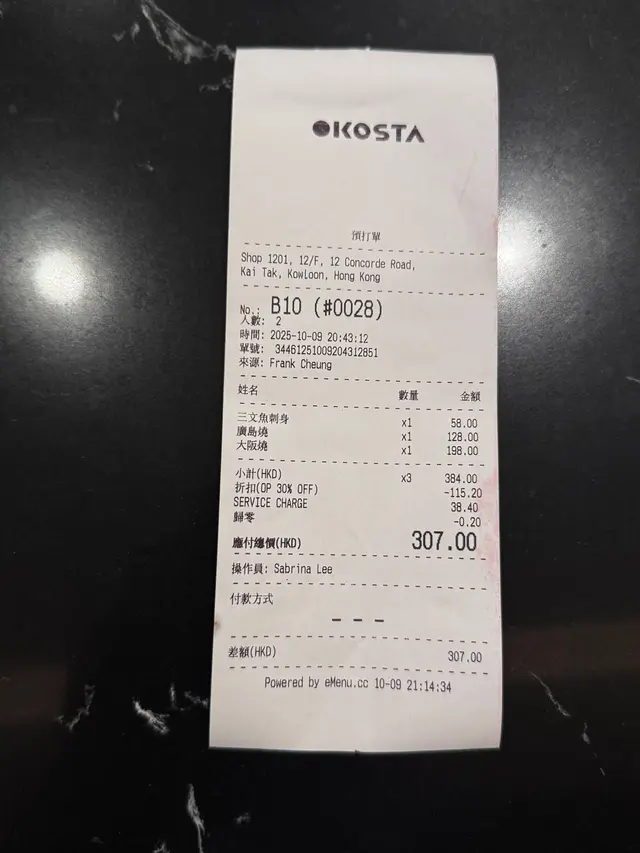 OKOSTA
預打單
Shop 1201, 12/F, 12 Concorde Road,
Kai Tak, KowLoon, Hong Kong
No.: B10 (#0028)
人數: 2
時間: 2025-10-09 20:43:12
單號: 34461251009204312851
來源: Frank Cheung
姓名 數量 金額
三文魚刺身 x1 58.00
廣島燒 x1 128.00
大阪燒 x1 198.00
小計(HKD) x3 384.00
折扣(OP 30% OFF) -115.20
SERVICE CHARGE 38.40
歸零 -0.20
應付總價(HKD) 307.00
操作員: Sabrina Lee
付款方式
- - -
差額(HKD) 307.00
Powered by eMenu.cc 10-09 21:14:34